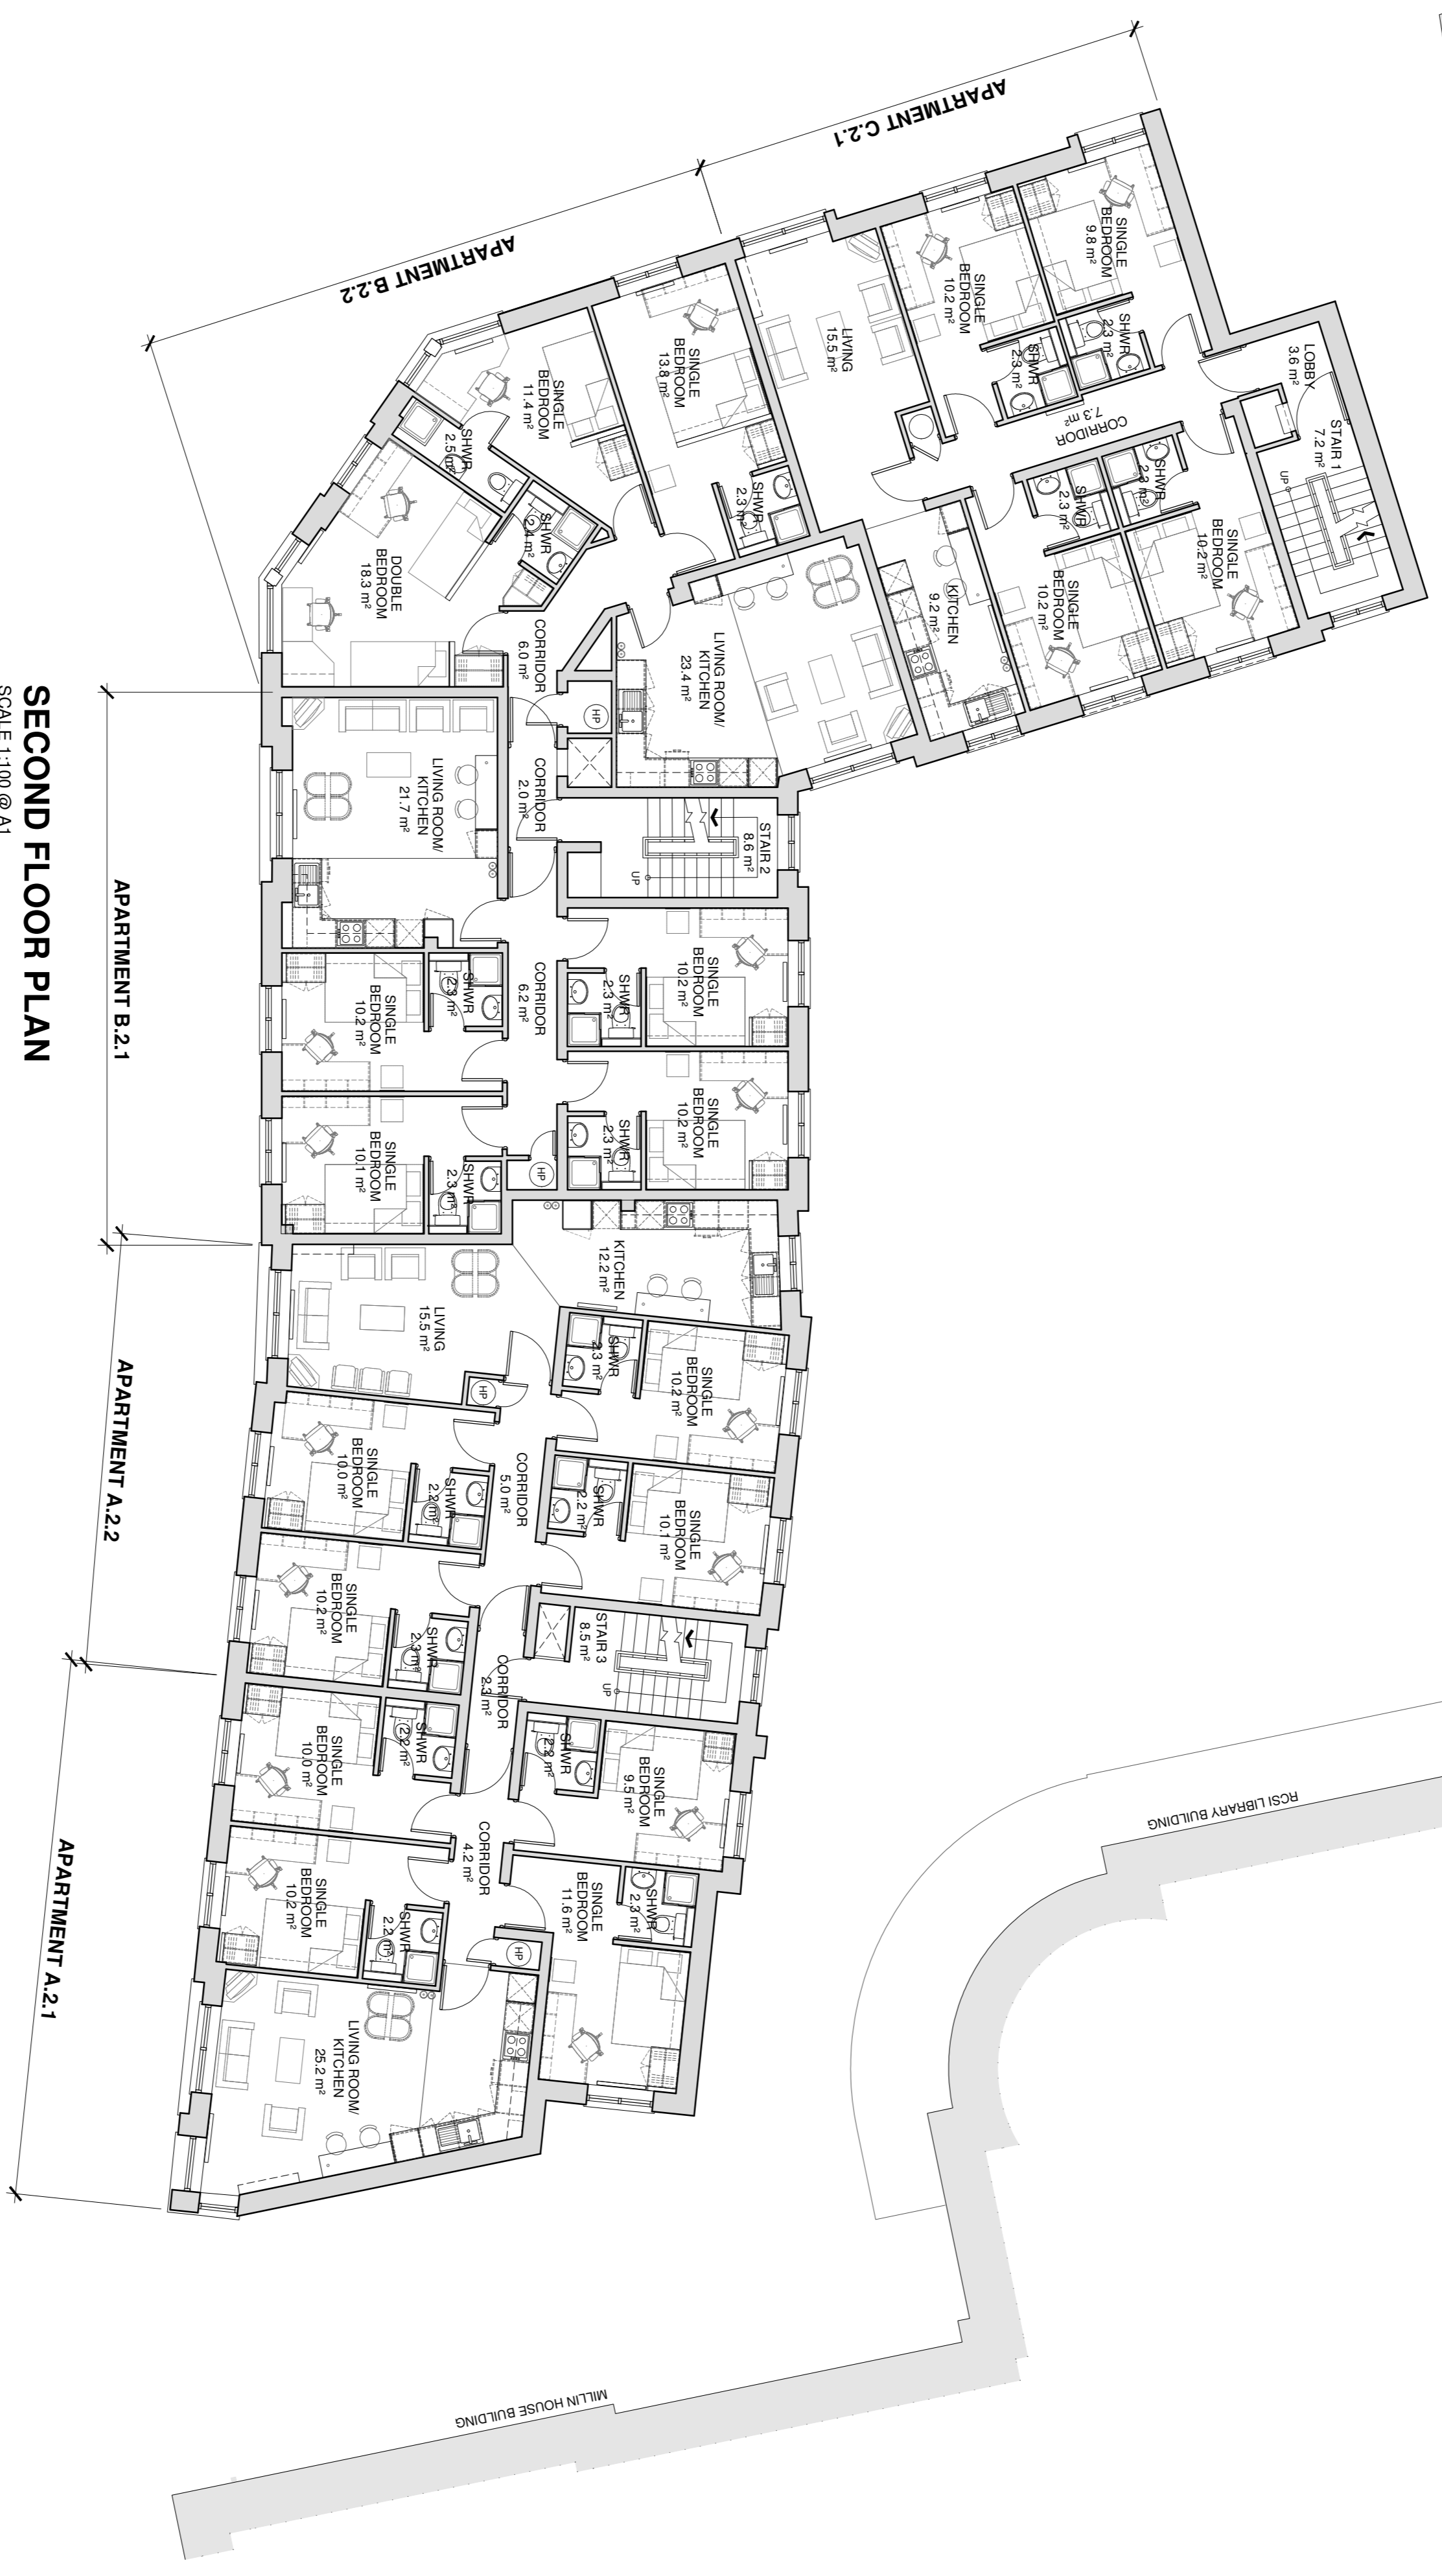 SECOND FLOOR PLAN
SCALE 1:100 @ A1
APARTMENT C.2.1
APARTMENT B.2.2
APARTMENT B.2.1
APARTMENT A.2.2
APARTMENT A.2.1
STAIR 1
7.2 m²
UP
LOBBY
3.6 m²
SINGLE
BEDROOM
9.8 m²
SHWR
2.3 m²
SINGLE
BEDROOM
10.2 m²
SHWR
2.3 m²
CORRIDOR
7.3 m²
SHWR
2.3 m²
SINGLE
BEDROOM
10.2 m²
SHWR
2.3 m²
SINGLE
BEDROOM
10.2 m²
LIVING
15.5 m²
KITCHEN
9.2 m²
SINGLE
BEDROOM
13.8 m²
SHWR
2.3 m²
SINGLE
BEDROOM
11.4 m²
SHWR
2.5 m²
SHWR
2.4 m²
DOUBLE
BEDROOM
18.3 m²
CORRIDOR
6.0 m²
LIVING ROOM/
KITCHEN
23.4 m²
HP
CORRIDOR
2.0 m²
STAIR 2
8.6 m²
UP
LIVING ROOM/
KITCHEN
21.7 m²
CORRIDOR
6.2 m²
SINGLE
BEDROOM
10.2 m²
SHWR
2.3 m²
SINGLE
BEDROOM
10.2 m²
SHWR
2.3 m²
SINGLE
BEDROOM
10.2 m²
SHWR
2.3 m²
SINGLE
BEDROOM
10.1 m²
SHWR
2.3 m²
HP
KITCHEN
12.2 m²
LIVING
15.5 m²
HP
SINGLE
BEDROOM
10.2 m²
SHWR
2.3 m²
SINGLE
BEDROOM
10.1 m²
SHWR
2.2 m²
CORRIDOR
5.0 m²
SINGLE
BEDROOM
10.0 m²
SHWR
2.2 m²
SINGLE
BEDROOM
10.2 m²
SHWR
2.3 m²
STAIR 3
8.5 m²
UP
CORRIDOR
2.3 m²
SINGLE
BEDROOM
10.0 m²
SHWR
2.2 m²
SINGLE
BEDROOM
9.5 m²
SHWR
2.2 m²
CORRIDOR
4.2 m²
SINGLE
BEDROOM
10.2 m²
SHWR
2.2 m²
SINGLE
BEDROOM
11.6 m²
SHWR
2.3 m²
HP
LIVING ROOM/
KITCHEN
25.2 m²
RCSI LIBRARY BUILDING
MILLIN HOUSE BUILDING